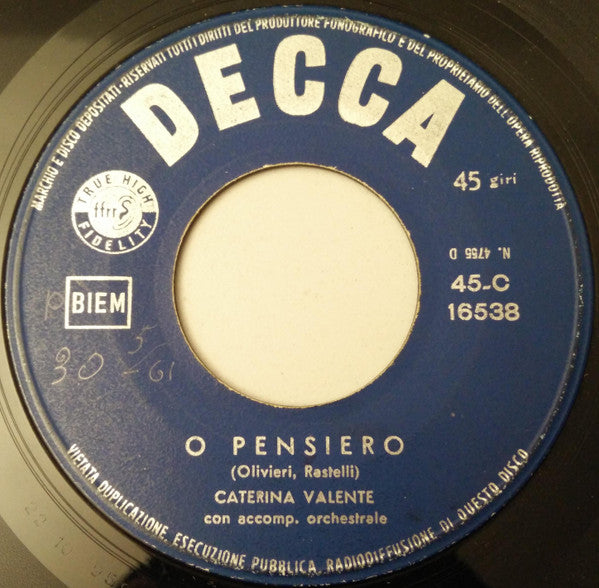 MARCHIO E DISCO DEPOSITATI - RISERVATI TUTTI I DIRITTI DEL PRODUTTORE FONOGRAFICO E DEL PROPRIETARIO DELL'OPERA RIPRODOTTA
DECCA
TRUE HIGH
ffrr
FIDELITY
45 giri
N. 4755 D
BIEM
45-C
16538
30 5/61
O PENSIERO
(Olivieri, Rastelli)
CATERINA VALENTE
con accomp. orchestrale
VIETATA DUPLICAZIONE, ESECUZIONE PUBBLICA, RADIODIFFUSIONE DI QUESTO DISCO